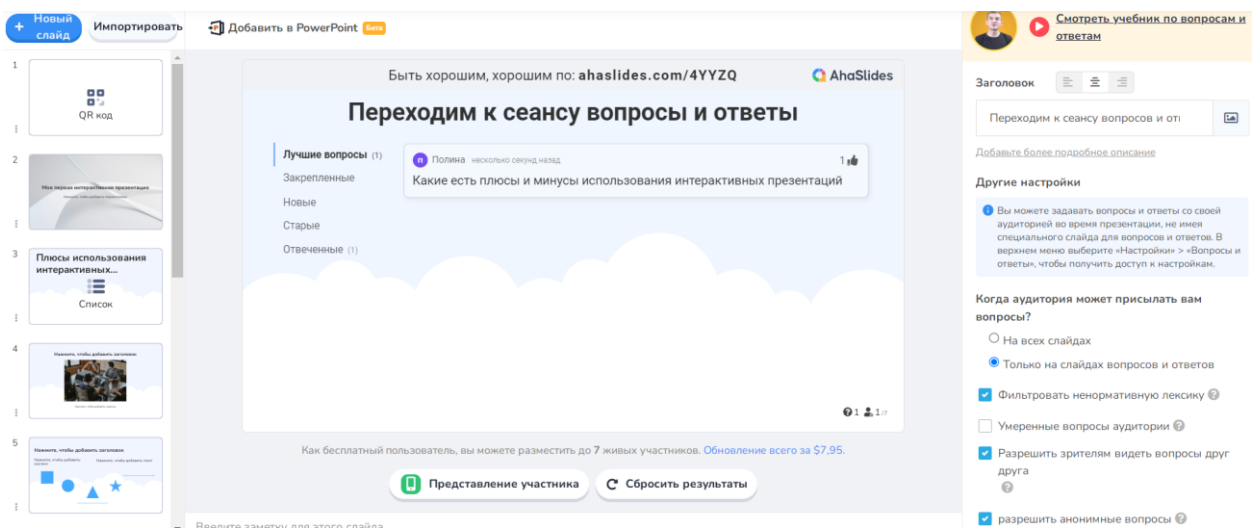 Новый
слайд
Импортировать
Добавить в PowerPoint Бета
1
QR код
2
Моя первая интерактивная презентация
3
Плюсы использования
интерактивных...
Список
4
Нажмите, чтобы добавить заголовок
5
Нажмите, чтобы добавить заголовок
Быть хорошим, хорошим по: ahaslides.com/4YYZQ
AhaSlides
Переходим к сеансу вопросы и ответы
Лучшие вопросы (1)
Закрепленные
Новые
Старые
Отвеченные (1)
П Полина несколько секунд назад
1
Какие есть плюсы и минусы использования интерактивных презентаций
1 1/7
Как бесплатный пользователь, вы можете разместить до 7 живых участников. Обновление всего за $7,95.
Представление участника
Сбросить результаты
Введите заметку для этого слайда
Смотреть учебник по вопросам и
ответам
Заголовок
Переходим к сеансу вопросов и отв
Добавьте более подробное описание
Другие настройки
Вы можете задавать вопросы и ответы со своей
аудиторией во время презентации, не имея
специального слайда для вопросов и ответов. В
верхнем меню выберите «Настройки» > «Вопросы и
ответы», чтобы получить доступ к настройкам.
Когда аудитория может присылать вам
вопросы?
На всех слайдах
Только на слайдах вопросов и ответов
Фильтровать ненормативную лексику
Умеренные вопросы аудитории
Разрешить зрителям видеть вопросы друг
друга
разрешить анонимные вопросы